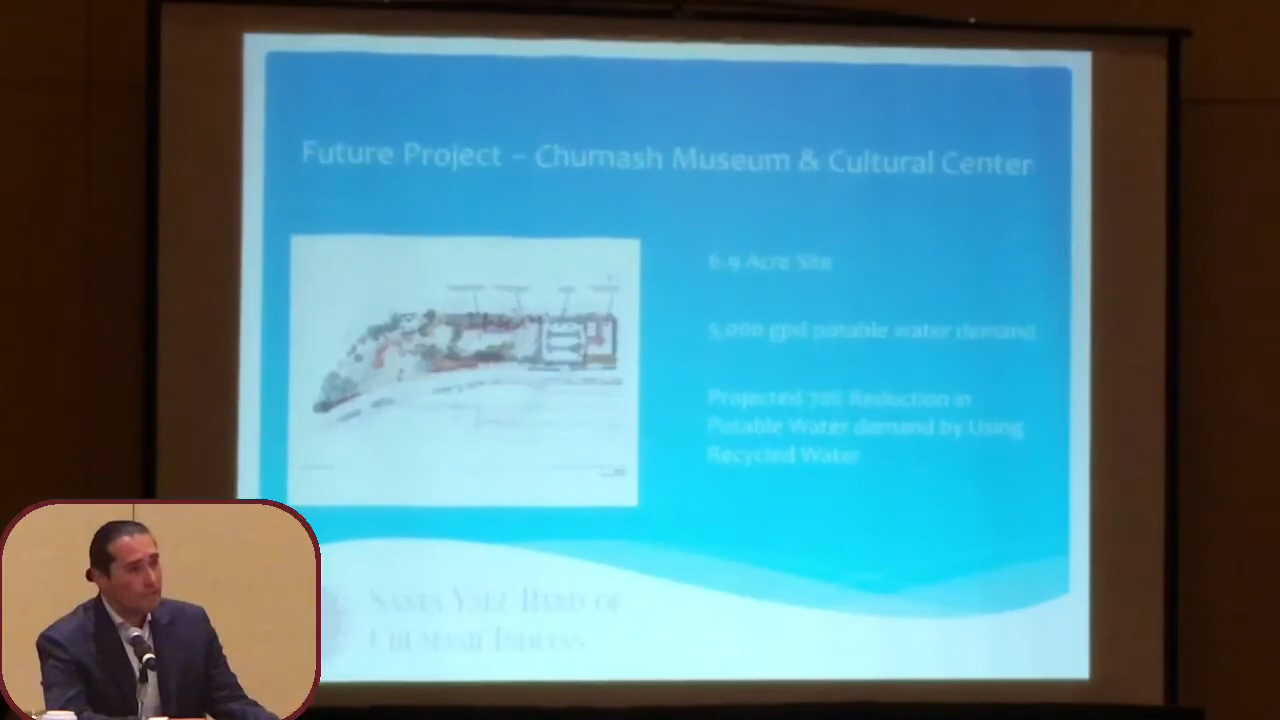 Future Project – Chumash Museum & Cultural Center
6.9 Acre Site
5,000 gpd potable water demand
Projected 70% Reduction in
Potable Water demand by Using
Recycled Water
SANTA YNEZ BAND OF
CHUMASH INDIANS